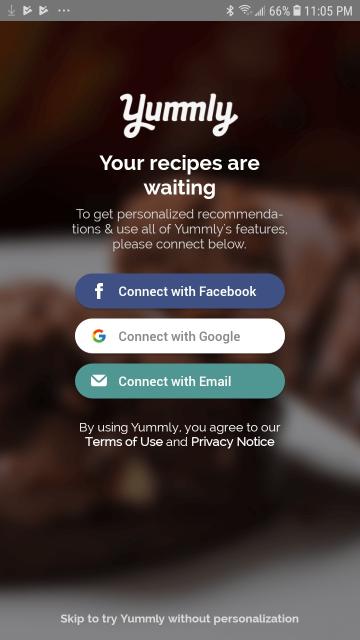 66% 11:05 PM
Yummly
Your recipes are
waiting
To get personalized recommenda-
tions & use all of Yummly's features,
please connect below.
Connect with Facebook
Connect with Google
Connect with Email
By using Yummly, you agree to our
Terms of Use and Privacy Notice
Skip to try Yummly without personalization